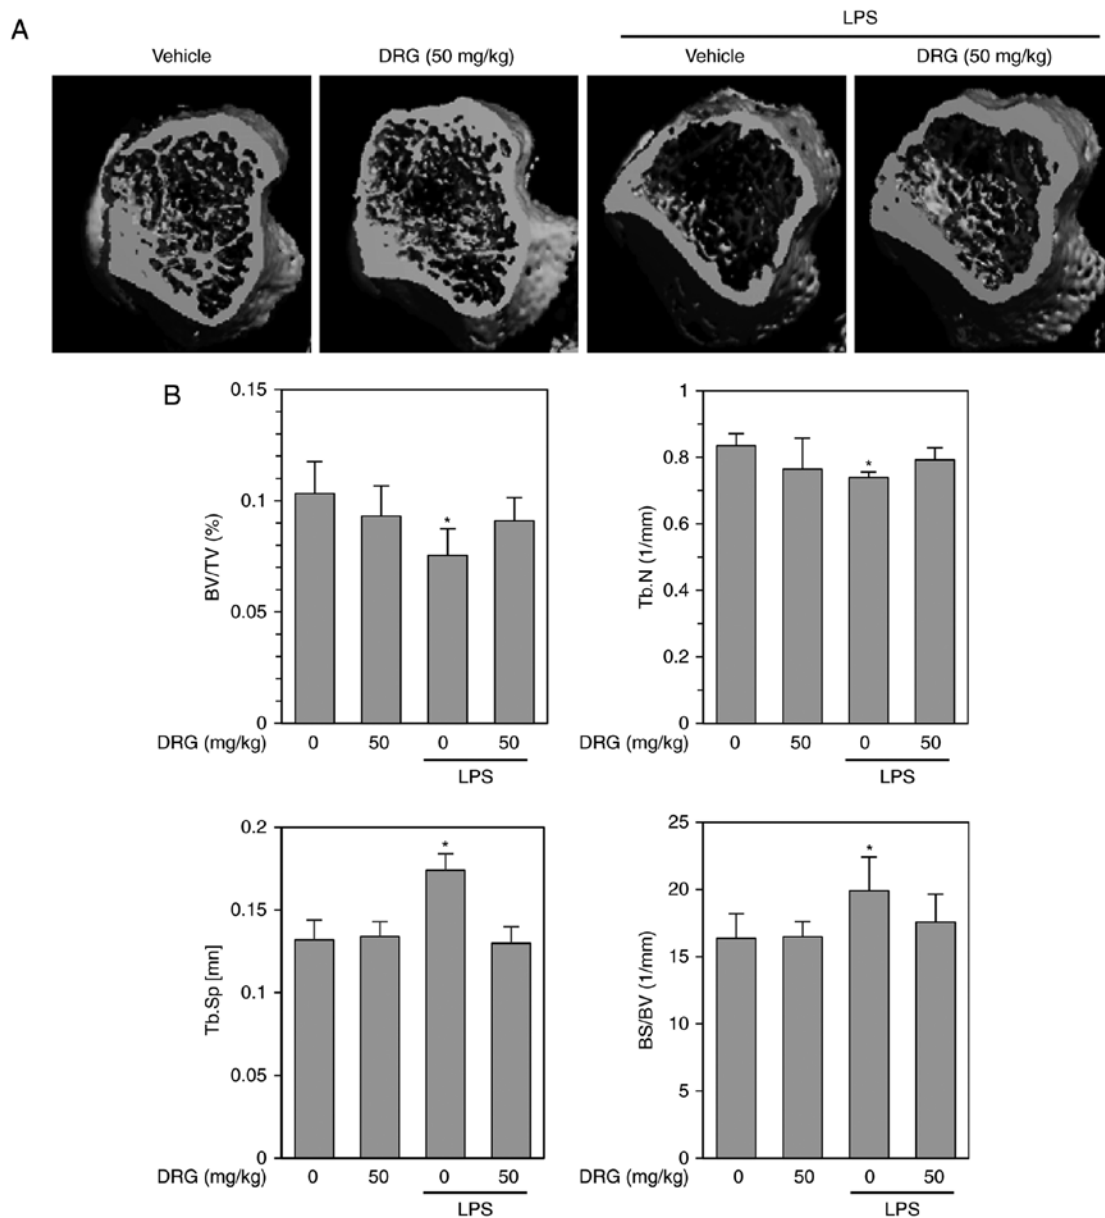 A
LPS
Vehicle DRG (50 mg/kg) Vehicle DRG (50 mg/kg)
B
0.15
0.1
0.05
0
BV/TV (%)
*
DRG (mg/kg) 0 50 0 50
LPS
1
0.8
0.6
0.4
0.2
0
Tb.N (1/mm)
*
DRG (mg/kg) 0 50 0 50
LPS
0.2
0.15
0.1
0.05
0
Tb.Sp [mn]
*
DRG (mg/kg) 0 50 0 50
LPS
25
20
15
10
5
0
BS/BV (1/mm)
*
DRG (mg/kg) 0 50 0 50
LPS